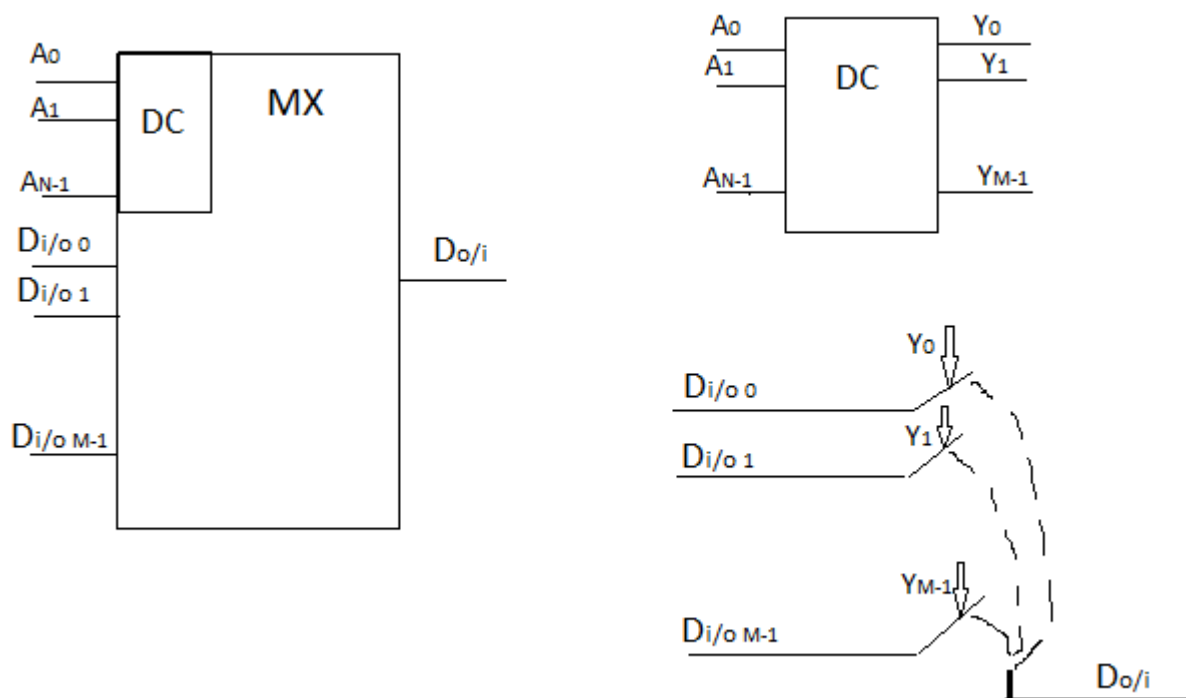 A0
A1
AN-1
DC
MX
Di/o 0
Di/o 1
Di/o M-1
Do/i
A0
A1
AN-1
DC
Y0
Y1
YM-1
Y0
Di/o 0
Y1
Di/o 1
YM-1
Di/o M-1
Do/i